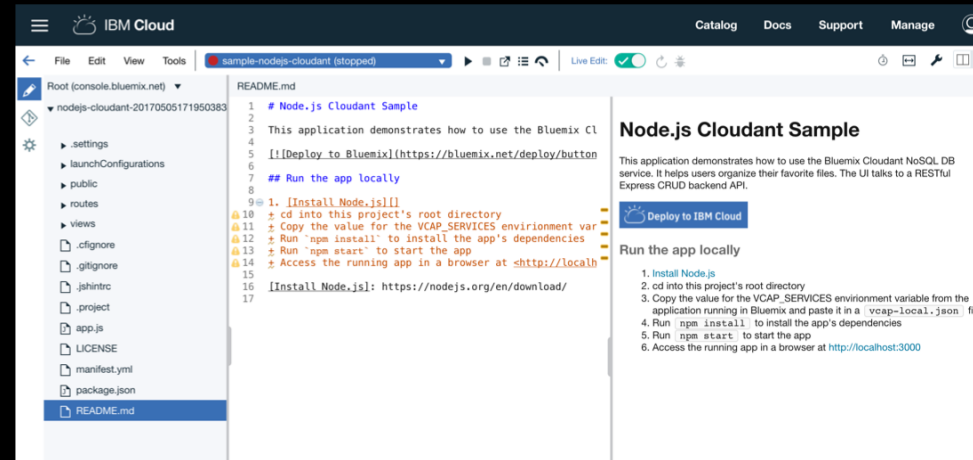 IBM Cloud
Catalog Docs Support Manage
File Edit View Tools sample-nodejs-cloudant (stopped) Live Edit:
Root (console.bluemix.net)
nodejs-cloudant-20170505171950383
.settings
launchConfigurations
public
routes
views
.cfignore
.gitignore
.jshintrc
.project
app.js
LICENSE
manifest.yml
package.json
README.md
README.md
1 # Node.js Cloudant Sample
2
3 This application demonstrates how to use the Bluemix Cl
4
5 [![Deploy to Bluemix](https://bluemix.net/deploy/button
6
7 ## Run the app locally
8
9 1. [Install Node.js][]
10 + cd into this project's root directory
11 + Copy the value for the VCAP_SERVICES envirionment var
12 + Run `npm install` to install the app's dependencies
13 + Run `npm start` to start the app
14 + Access the running app in a browser at <http://localh
15
16 [Install Node.js]: https://nodejs.org/en/download/
17
Node.js Cloudant Sample
This application demonstrates how to use the Bluemix Cloudant NoSQL DB
service. It helps users organize their favorite files. The UI talks to a RESTful
Express CRUD backend API.
Deploy to IBM Cloud
Run the app locally
1. Install Node.js
2. cd into this project's root directory
3. Copy the value for the VCAP_SERVICES envirionment variable from the
application running in Bluemix and paste it in a vcap-local.json fi
4. Run npm install to install the app's dependencies
5. Run npm start to start the app
6. Access the running app in a browser at http://localhost:3000